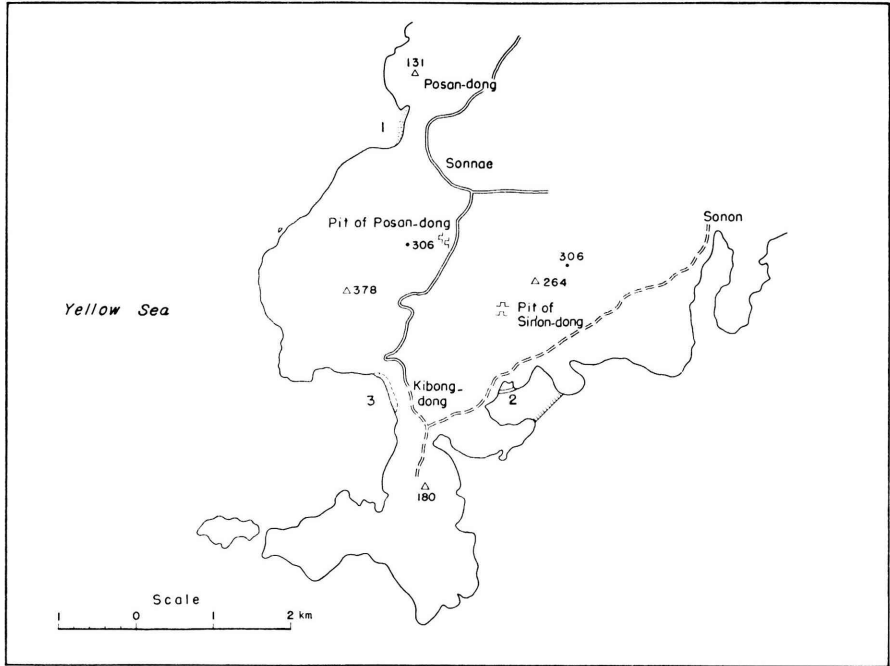 131
Posan-dong
1
Sonnae
Pit of Posan-dong
306
Sonon
306
264
378
Yellow Sea
Pit of
Sinon-dong
Kibong-
dong
3
2
180
Scale
1 0 1 2 km